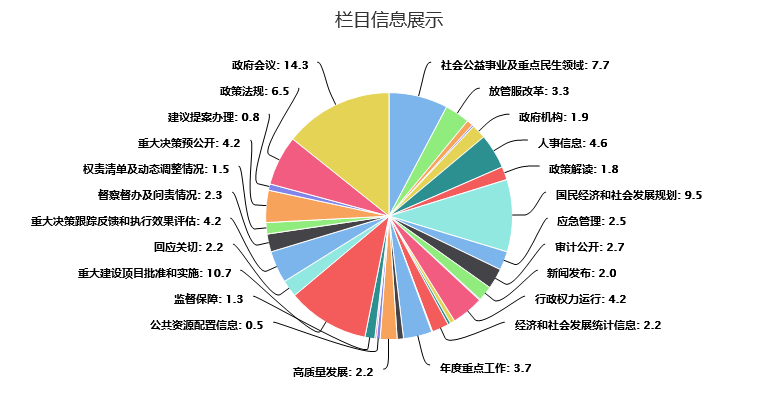 栏目信息展示
社会公益事业及重点民生领域: 7.7
放管服改革: 3.3
政府机构: 1.9
人事信息: 4.6
政策解读: 1.8
国民经济和社会发展规划: 9.5
应急管理: 2.5
审计公开: 2.7
新闻发布: 2.0
行政权力运行: 4.2
经济和社会发展统计信息: 2.2
年度重点工作: 3.7
高质量发展: 2.2
公共资源配置信息: 0.5
监督保障: 1.3
重大建设项目批准和实施: 10.7
回应关切: 2.2
重大决策跟踪反馈和执行效果评估: 4.2
督察督办及问责情况: 2.3
权责清单及动态调整情况: 1.5
重大决策预公开: 4.2
建议提案办理: 0.8
政策法规: 6.5
政府会议: 14.3